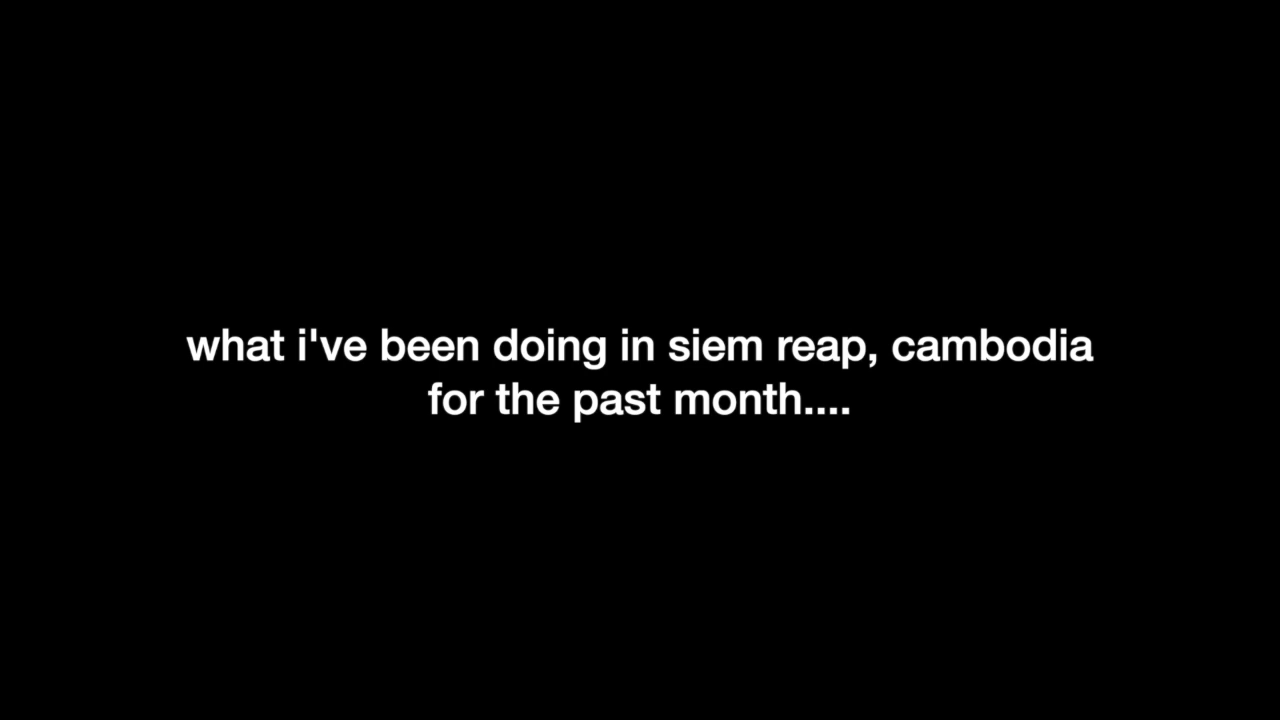 what i've been doing in siem reap, cambodia
for the past month....